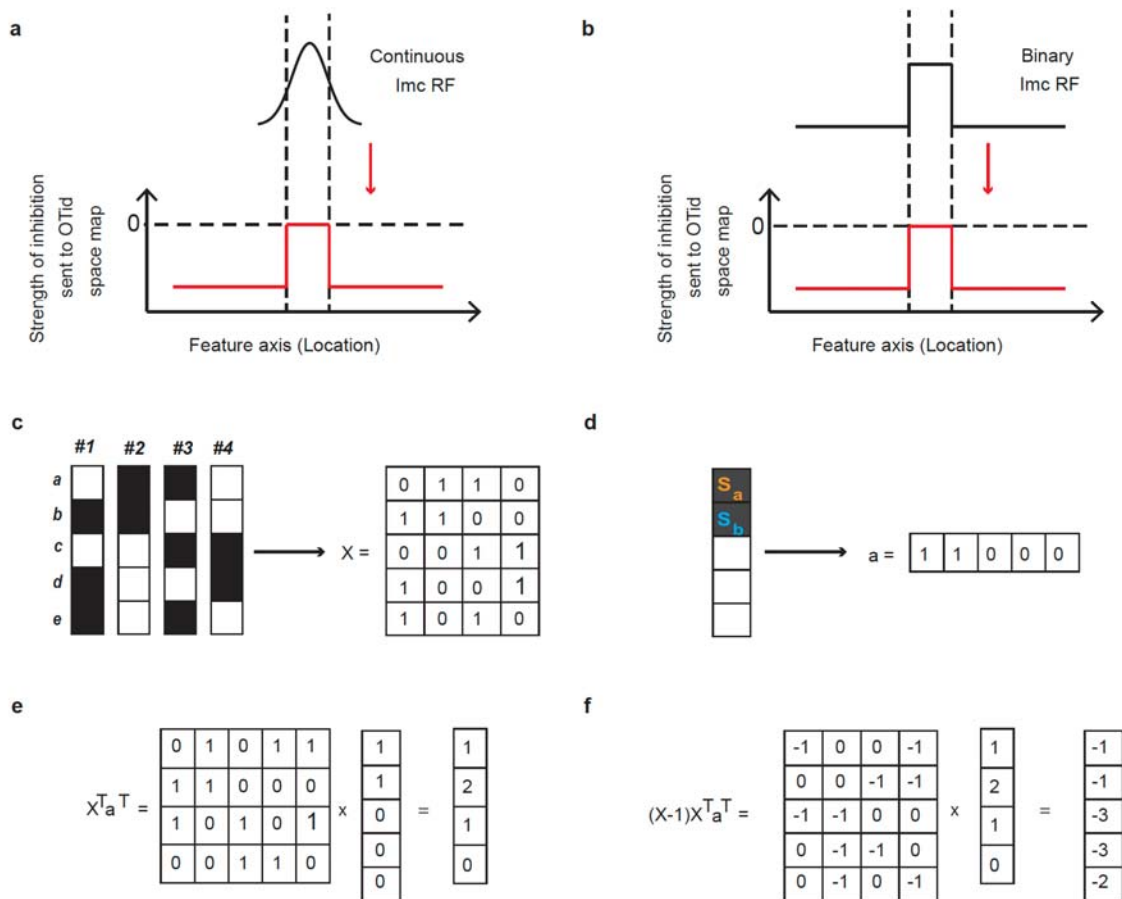 a
Continuous
Imc RF
Strength of inhibition
sent to OTid
space map
0
Feature axis (Location)
b
Binary
Imc RF
Strength of inhibition
sent to OTid
space map
0
Feature axis (Location)
c
#1 #2 #3 #4
a
b
c
d
e
X =
0 1 1 0
1 1 0 0
0 0 1 1
1 0 0 1
1 0 1 0
d
Sa
Sb
a = 1 1 0 0 0
e
XTaT =
0 1 0 1 1
1 1 0 0 0
1 0 1 0 1
0 0 1 1 0
x
1
1
0
0
0
=
1
2
1
0
f
(X-1)XTaT =
-1 0 0 -1
0 0 -1 -1
-1 -1 0 0
0 -1 -1 0
0 -1 0 -1
x
1
2
1
0
=
-1
-1
-3
-3
-2